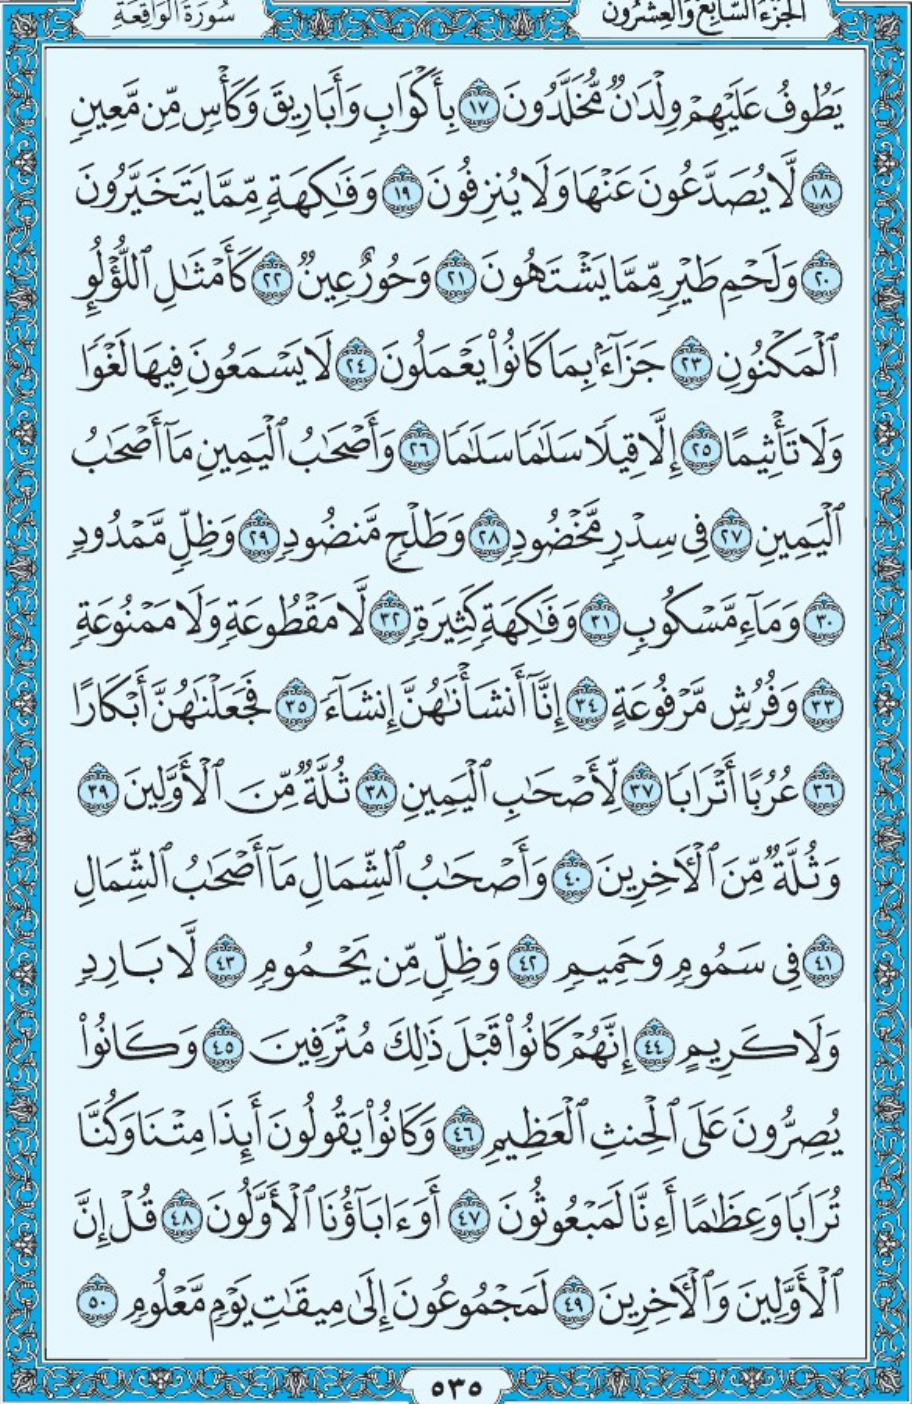 الجزء السابع والعشرون
سورة الواقعة
يَطُوفُ عَلَيْهِمْ وِلْدَٰنٌ مُّخَلَّدُونَ ١٧ بِأَكْوَابٍ وَأَبَارِيقَ وَكَأْسٍ مِّن مَّعِينٍ
١٨ لَّا يُصَدَّعُونَ عَنْهَا وَلَا يُنزِفُونَ ١٩ وَفَٰكِهَةٍ مِّمَّا يَتَخَيَّرُونَ
٢٠ وَلَحْمِ طَيْرٍ مِّمَّا يَشْتَهُونَ ٢١ وَحُورٌ عِينٌ ٢٢ كَأَمْثَٰلِ ٱللُّؤْلُؤِ
ٱلْمَكْنُونِ ٢٣ جَزَآءًۢ بِمَا كَانُوا۟ يَعْمَلُونَ ٢٤ لَا يَسْمَعُونَ فِيهَا لَغْوًا
وَلَا تَأْثِيمًا ٢٥ إِلَّا قِيلًا سَلَٰمًا سَلَٰمًا ٢٦ وَأَصْحَٰبُ ٱلْيَمِينِ مَآ أَصْحَٰبُ
ٱلْيَمِينِ ٢٧ فِى سِدْرٍ مَّخْضُودٍ ٢٨ وَطَلْحٍ مَّنضُودٍ ٢٩ وَظِلٍّ مَّمْدُودٍ
٣٠ وَمَآءٍ مَّسْكُوبٍ ٣١ وَفَٰكِهَةٍ كَثِيرَةٍ ٣٢ لَّا مَقْطُوعَةٍ وَلَا مَمْنُوعَةٍ
٣٣ وَفُرُشٍ مَّرْفُوعَةٍ ٣٤ إِنَّآ أَنشَأْنَٰهُنَّ إِنشَآءً ٣٥ فَجَعَلْنَٰهُنَّ أَبْكَارًا
٣٦ عُرُبًا أَتْرَابًا ٣٧ لِّأَصْحَٰبِ ٱلْيَمِينِ ٣٨ ثُلَّةٌ مِّنَ ٱلْأَوَّلِينَ ٣٩
وَثُلَّةٌ مِّنَ ٱلْـَٔاخِرِينَ ٤٠ وَأَصْحَٰبُ ٱلشِّمَالِ مَآ أَصْحَٰبُ ٱلشِّمَالِ
٤١ فِى سَمُومٍ وَحَمِيمٍ ٤٢ وَظِلٍّ مِّن يَحْمُومٍ ٤٣ لَّا بَارِدٍ
وَلَا كَرِيمٍ ٤٤ إِنَّهُمْ كَانُوا۟ قَبْلَ ذَٰلِكَ مُتْرَفِينَ ٤٥ وَكَانُوا۟
يُصِرُّونَ عَلَى ٱلْحِنثِ ٱلْعَظِيمِ ٤٦ وَكَانُوا۟ يَقُولُونَ أَئِذَا مِتْنَا وَكُنَّا
تُرَابًا وَعِظَٰمًا أَءِنَّا لَمَبْعُوثُونَ ٤٧ أَوَءَابَآؤُنَا ٱلْأَوَّلُونَ ٤٨ قُلْ إِنَّ
ٱلْأَوَّلِينَ وَٱلْـَٔاخِرِينَ ٤٩ لَمَجْمُوعُونَ إِلَىٰ مِيقَٰتِ يَوْمٍ مَّعْلُومٍ ٥٠
٥٣٥